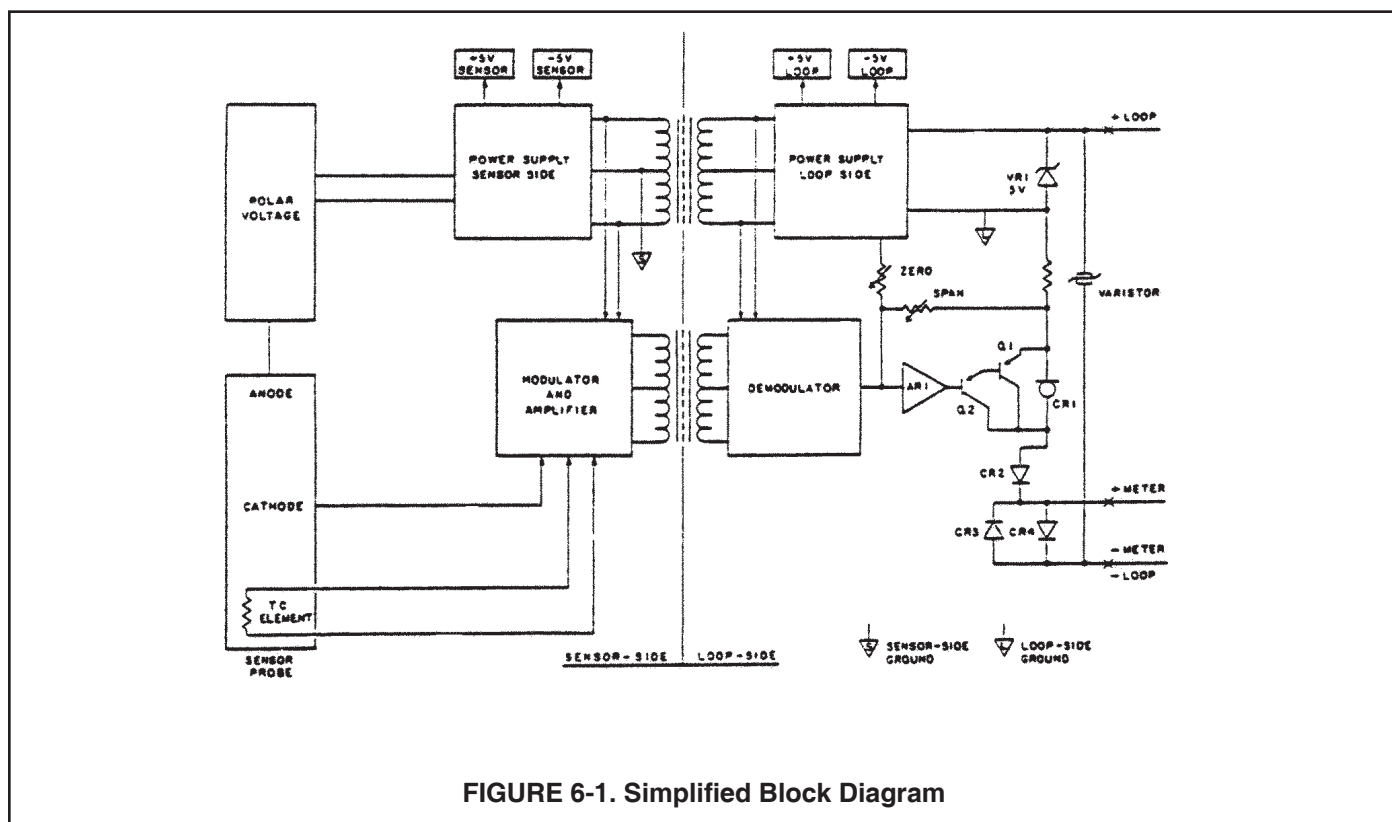 +5V
SENSOR
-5V
SENSOR
+5V
LOOP
-5V
LOOP
POLAR
VOLTAGE
POWER SUPPLY
SENSOR SIDE
POWER SUPPLY
LOOP SIDE
+ LOOP
VR1
5V
S
L
ZERO
SPAN
VARISTOR
ANODE
MODULATOR
AND
AMPLIFIER
DEMODULATOR
AR1
Q1
Q2
CR1
CR2
+ METER
CATHODE
CR3
CR4
- METER
- LOOP
TC
ELEMENT
SENSOR
PROBE
SENSOR-SIDE
LOOP-SIDE
S
SENSOR-SIDE
GROUND
L
LOOP-SIDE
GROUND
FIGURE 6-1. Simplified Block Diagram